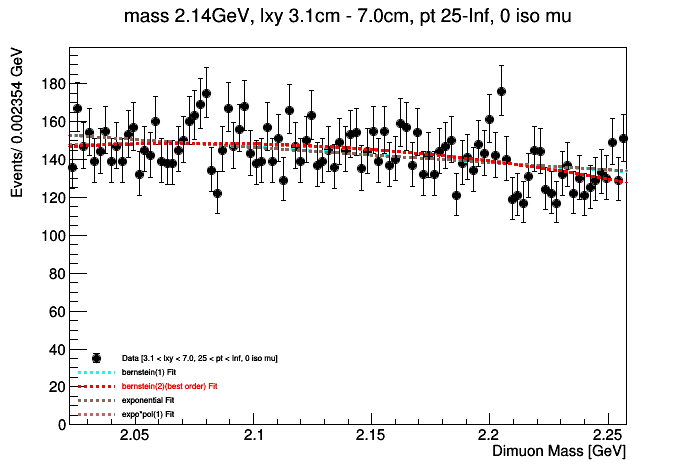 mass 2.14GeV, lxy 3.1cm - 7.0cm, pt 25-Inf, 0 iso mu
Events/ 0.002354 GeV
180
160
140
120
100
80
60
40
20
0
Data [3.1 < lxy < 7.0, 25 < pt < Inf, 0 iso mu]
bernstein(1) Fit
bernstein(2)(best order) Fit
exponential Fit
expo*pol(1) Fit
2.05 2.1 2.15 2.2 2.25
Dimuon Mass [GeV]